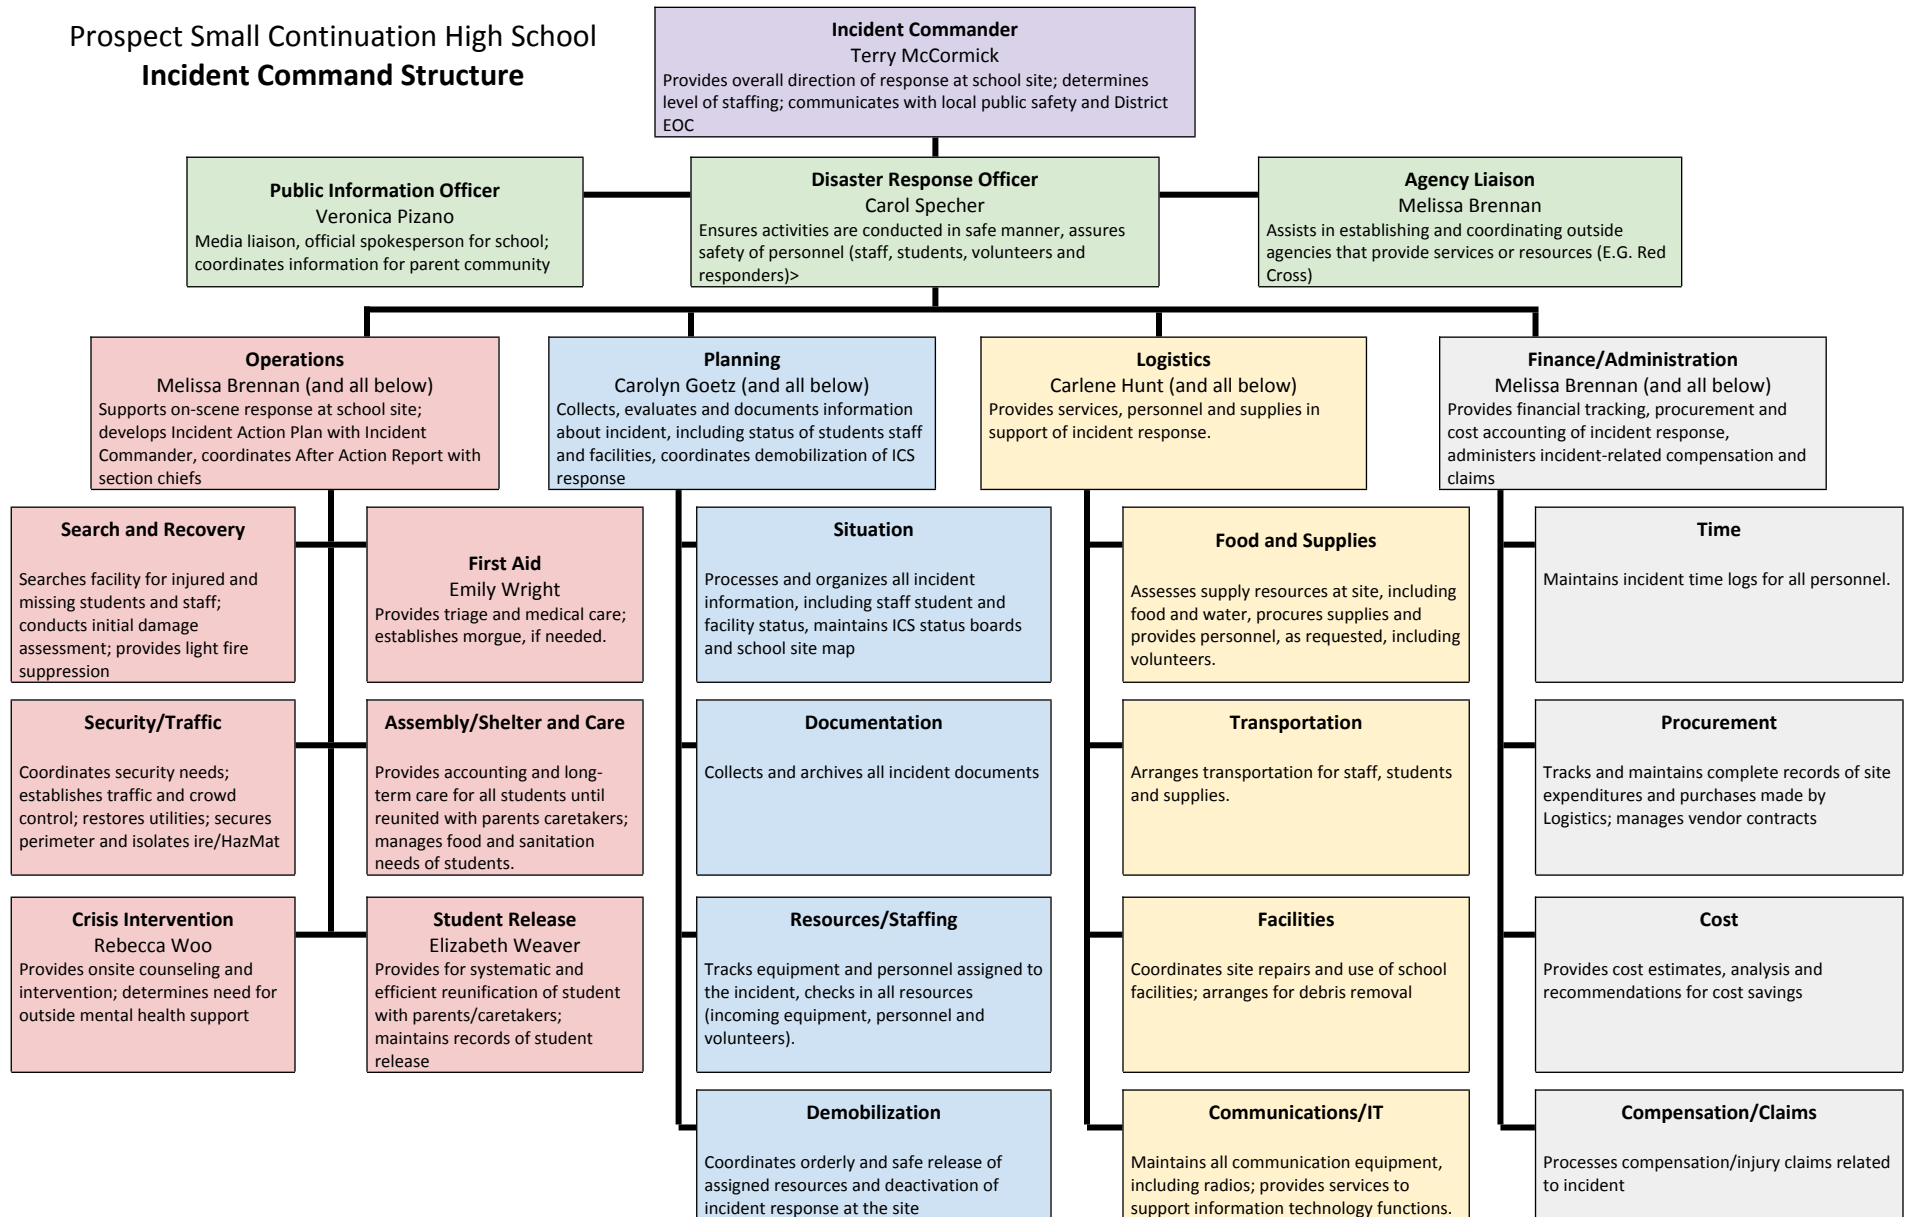 Prospect Small Continuation High School
Incident Command Structure
Incident Commander
Terry McCormick
Provides overall direction of response at school site; determines
level of staffing; communicates with local public safety and District
EOC
Public Information Officer
Veronica Pizano
Media liaison, official spokesperson for school;
coordinates information for parent community
Disaster Response Officer
Carol Specher
Ensures activities are conducted in safe manner, assures
safety of personnel (staff, students, volunteers and
responders)>
Agency Liaison
Melissa Brennan
Assists in establishing and coordinating outside
agencies that provide services or resources (E.G. Red
Cross)
Operations
Melissa Brennan (and all below)
Supports on-scene response at school site;
develops Incident Action Plan with Incident
Commander, coordinates After Action Report with
section chiefs
Planning
Carolyn Goetz (and all below)
Collects, evaluates and documents information
about incident, including status of students staff
and facilities, coordinates demobilization of ICS
response
Logistics
Carlene Hunt (and all below)
Provides services, personnel and supplies in
support of incident response.
Finance/Administration
Melissa Brennan (and all below)
Provides financial tracking, procurement and
cost accounting of incident response,
administers incident-related compensation and
claims
Search and Recovery
Searches facility for injured and
missing students and staff;
conducts initial damage
assessment; provides light fire
suppression
First Aid
Emily Wright
Provides triage and medical care;
establishes morgue, if needed.
Situation
Processes and organizes all incident
information, including staff student and
facility status, maintains ICS status boards
and school site map
Food and Supplies
Assesses supply resources at site, including
food and water, procures supplies and
provides personnel, as requested, including
volunteers.
Time
Maintains incident time logs for all personnel.
Security/Traffic
Coordinates security needs;
establishes traffic and crowd
control; restores utilities; secures
perimeter and isolates ire/HazMat
Assembly/Shelter and Care
Provides accounting and long-
term care for all students until
reunited with parents caretakers;
manages food and sanitation
needs of students.
Documentation
Collects and archives all incident documents
Transportation
Arranges transportation for staff, students
and supplies.
Procurement
Tracks and maintains complete records of site
expenditures and purchases made by
Logistics; manages vendor contracts
Crisis Intervention
Rebecca Woo
Provides onsite counseling and
intervention; determines need for
outside mental health support
Student Release
Elizabeth Weaver
Provides for systematic and
efficient reunification of student
with parents/caretakers;
maintains records of student
release
Resources/Staffing
Tracks equipment and personnel assigned to
the incident, checks in all resources
(incoming equipment, personnel and
volunteers).
Facilities
Coordinates site repairs and use of school
facilities; arranges for debris removal
Cost
Provides cost estimates, analysis and
recommendations for cost savings
Demobilization
Coordinates orderly and safe release of
assigned resources and deactivation of
incident response at the site
Communications/IT
Maintains all communication equipment,
including radios; provides services to
support information technology functions.
Compensation/Claims
Processes compensation/injury claims related
to incident